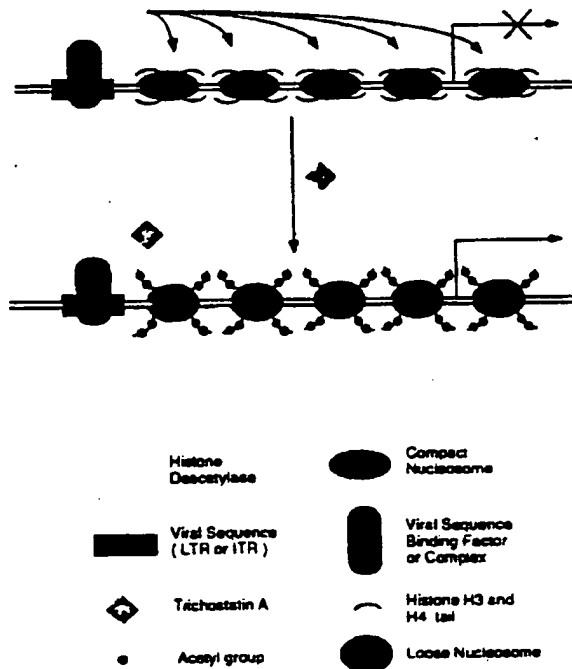 Histone
Deacetylase
Compact
Nucleosome
Viral Sequence
( LTR or ITR )
Viral Sequence
Binding Factor
or Complex
Trichostatin A
Histone H3 and
H4 tail
Acetyl group
Loose Nucleosome